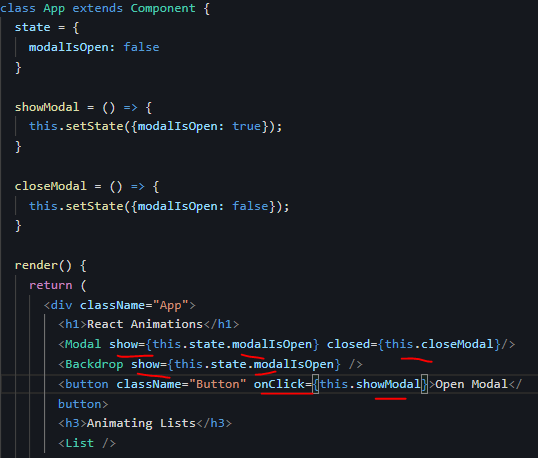 class App extends Component {
state = {
modalIsOpen: false
}
showModal = () => {
this.setState({modalIsOpen: true});
}
closeModal = () => {
this.setState({modalIsOpen: false});
}
render() {
return (
<div className="App">
<h1>React Animations</h1>
<Modal show={this.state.modalIsOpen} closed={this.closeModal}/>
<Backdrop show={this.state.modalIsOpen} />
<button className="Button" onClick={this.showModal}>Open Modal</
button>
<h3>Animating Lists</h3>
<List />